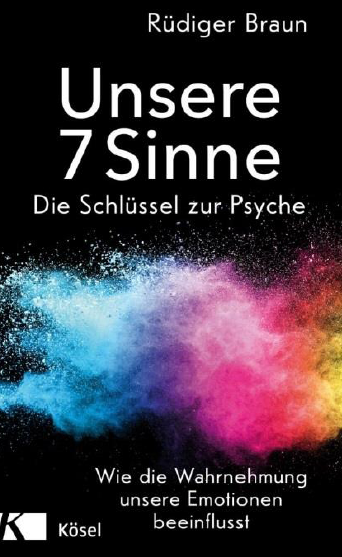 Rüdiger Braun
Unsere
7 Sinne
Die Schlüssel zur Psyche
Wie die Wahrnehmung
unsere Emotionen
beeinflusst
K
Kösel